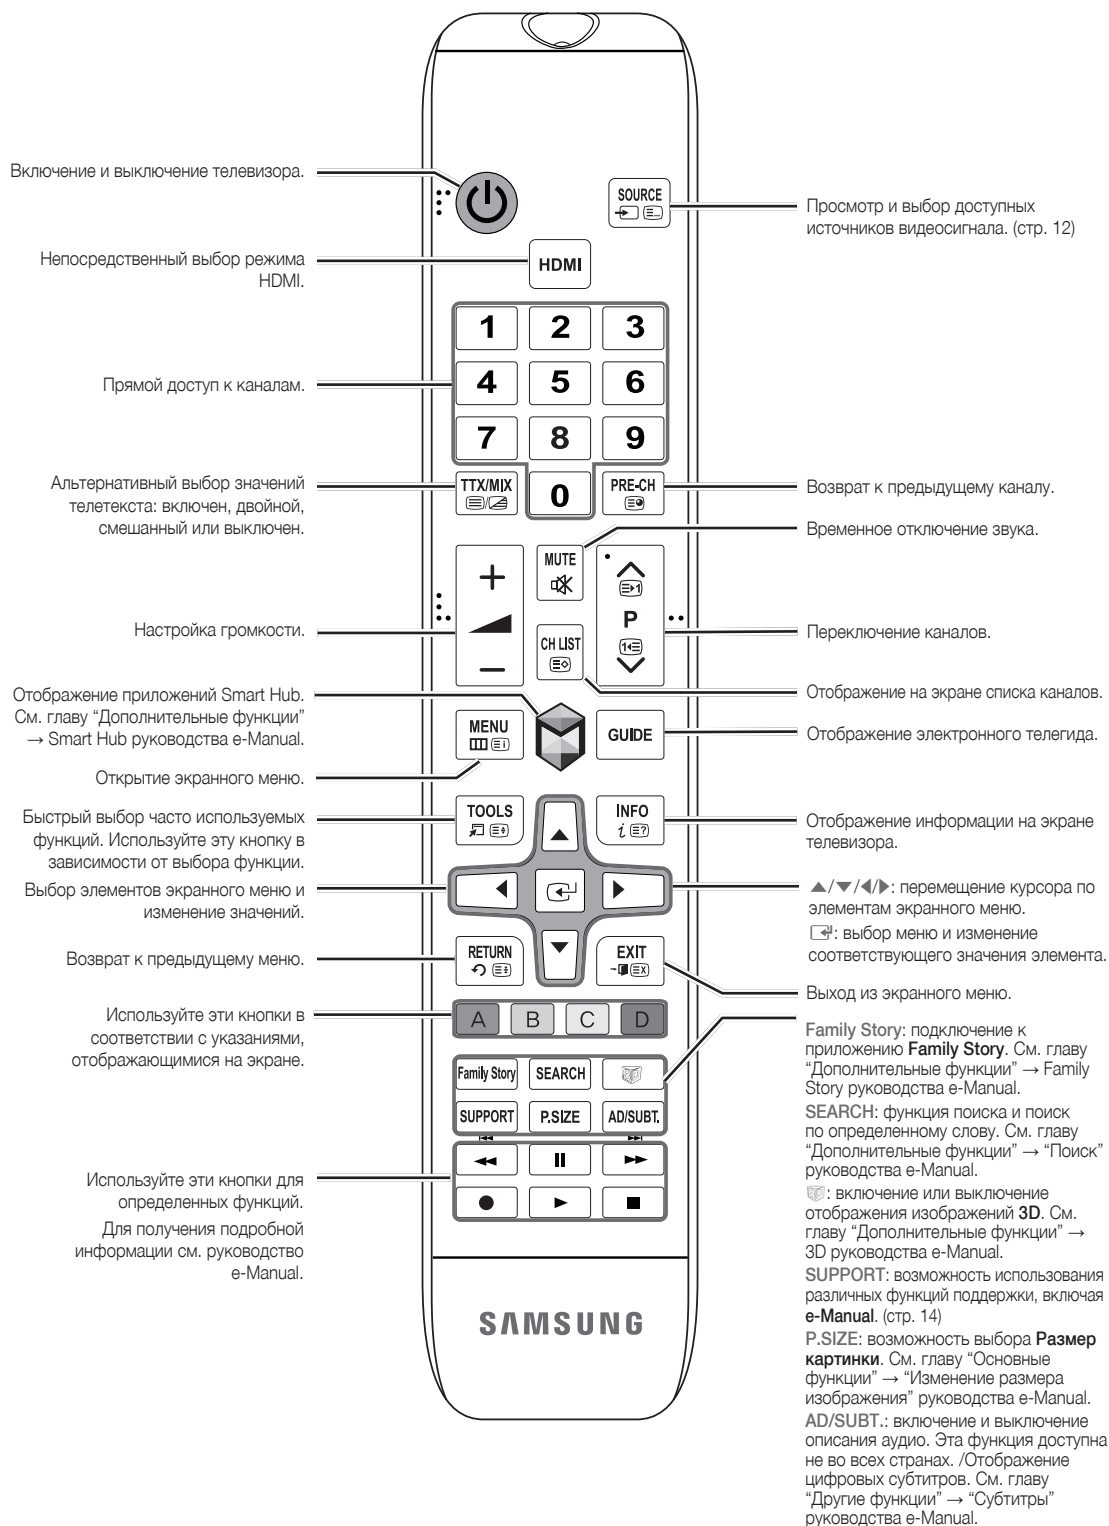 Включение и выключение телевизора.
SOURCE
Просмотр и выбор доступных
источников видеосигнала. (стр. 12)
Непосредственный выбор режима
HDMI.
HDMI
1 2 3
Прямой доступ к каналам.
4 5 6
7 8 9
Альтернативный выбор значений
телетекста: включен, двойной,
смешанный или выключен.
TTX/MIX
0
PRE-CH
Возврат к предыдущему каналу.
Временное отключение звука.
MUTE
+
P
Настройка громкости.
−
CH LIST
Переключение каналов.
Отображение приложений Smart Hub.
См. главу “Дополнительные функции”
→ Smart Hub руководства e-Manual.
Отображение на экране списка каналов.
MENU
GUIDE
Отображение электронного телегида.
Открытие экранного меню.
Быстрый выбор часто используемых
функций. Используйте эту кнопку в
зависимости от выбора функции.
TOOLS
INFO
Отображение информации на экране
телевизора.
Выбор элементов экранного меню и
изменение значений.
▲/▼/◀/▶: перемещение курсора по
элементам экранного меню.
: выбор меню и изменение
соответствующего значения элемента.
Возврат к предыдущему меню.
RETURN
EXIT
Выход из экранного меню.
Используйте эти кнопки в
соответствии с указаниями,
отображающимися на экране.
A B C D
Family Story SEARCH
SUPPORT P.SIZE AD/SUBT.
Используйте эти кнопки для
определенных функций.
Для получения подробной
информации см. руководство
e-Manual.
Family Story: подключение к
приложению Family Story. См. главу
“Дополнительные функции” → Family
Story руководства e-Manual.
SEARCH: функция поиска и поиск
по определенному слову. См. главу
“Дополнительные функции” → “Поиск”
руководства e-Manual.
: включение или выключение
отображения изображений 3D. См.
главу “Дополнительные функции” →
3D руководства e-Manual.
SUPPORT: возможность использования
различных функций поддержки, включая
e-Manual. (стр. 14)
P.SIZE: возможность выбора Размер
картинки. См. главу “Основные
функции” → “Изменение размера
изображения” руководства e-Manual.
AD/SUBT.: включение и выключение
описания аудио. Эта функция доступна
не во всех странах. /Отображение
цифровых субтитров. См. главу
“Другие функции” → “Субтитры”
руководства e-Manual.
SAMSUNG